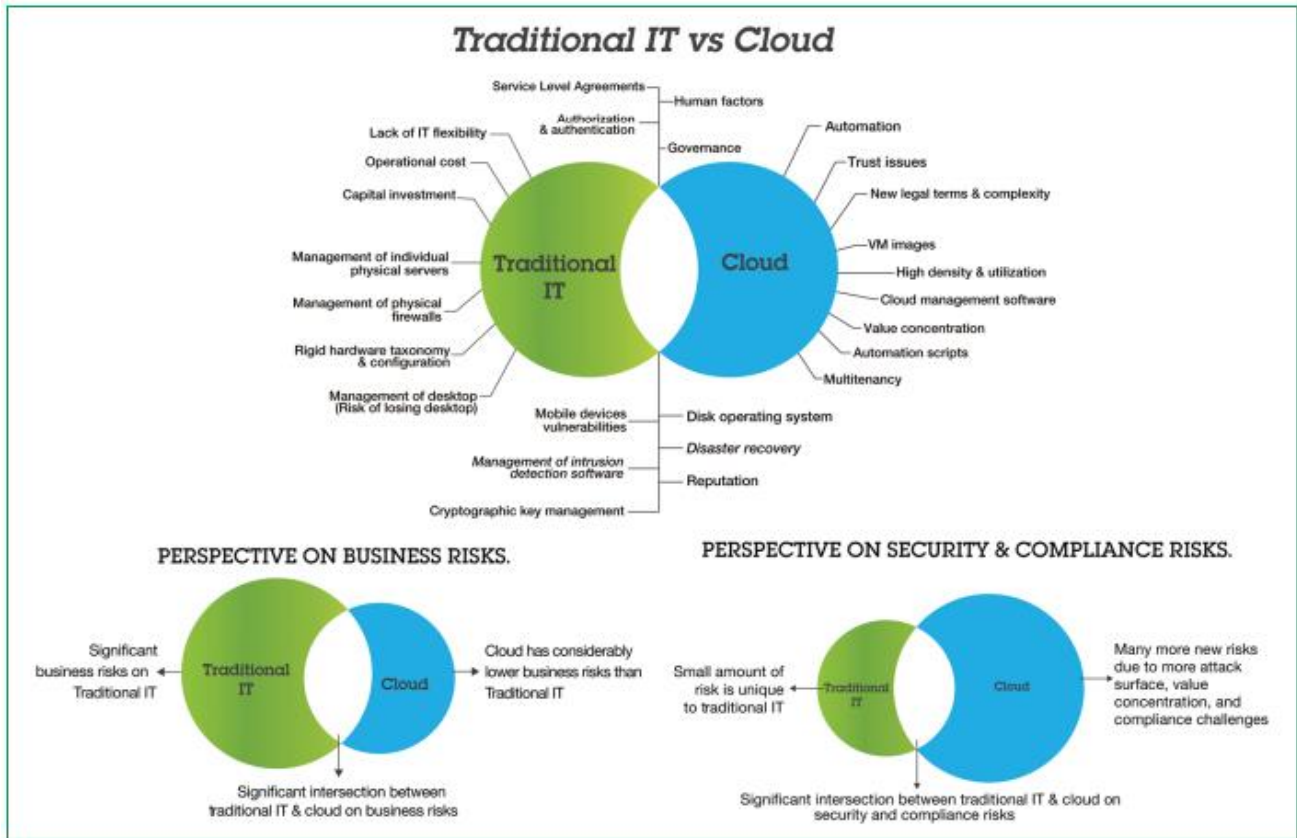 Traditional IT vs Cloud
Service Level Agreements
Human factors
Authorization
& authentication
Governance
Lack of IT flexibility
Operational cost
Capital investment
Management of individual
physical servers
Management of physical
firewalls
Rigid hardware taxonomy
& configuration
Management of desktop
(Risk of losing desktop)
Traditional
IT
Cloud
Automation
Trust issues
New legal terms & complexity
VM images
High density & utilization
Cloud management software
Value concentration
Automation scripts
Multitenancy
Mobile devices
vulnerabilities
Disk operating system
Disaster recovery
Management of intrusion
detection software
Reputation
Cryptographic key management
PERSPECTIVE ON BUSINESS RISKS.
Significant
business risks on
Traditional IT
Traditional
IT
Cloud
Cloud has considerably
lower business risks than
Traditional IT
Significant intersection between
traditional IT & cloud on business risks
PERSPECTIVE ON SECURITY & COMPLIANCE RISKS.
Small amount of
risk is unique
to traditional IT
Traditional
IT
Cloud
Many more new risks
due to more attack
surface, value
concentration, and
compliance challenges
Significant intersection between traditional IT & cloud on
security and compliance risks